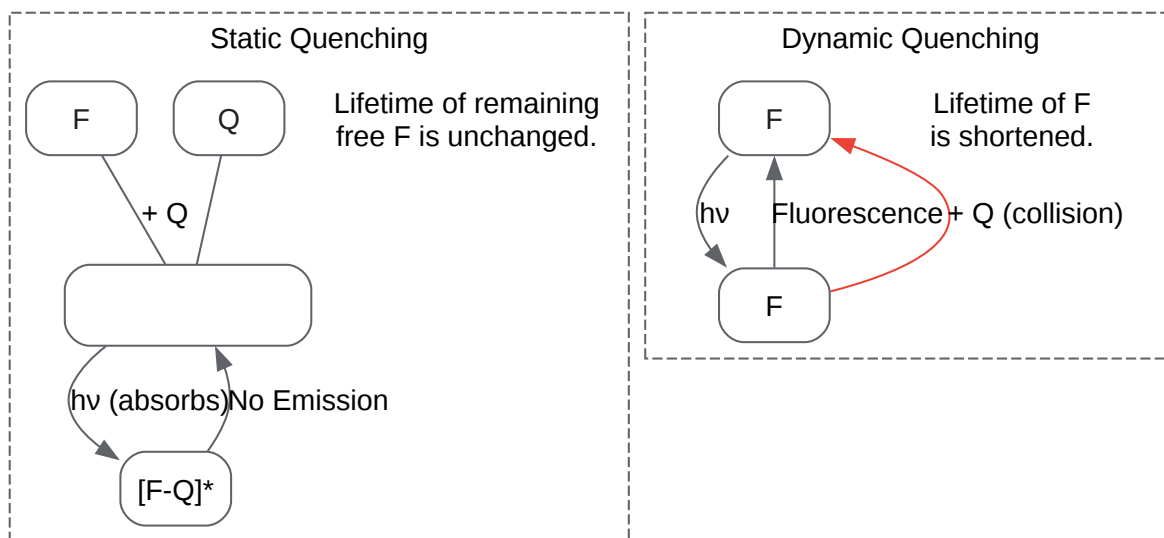 Static Quenching
F
Q
Lifetime of remaining
free F is unchanged.
+ Q
hν (absorbs)
No Emission
[F-Q]*
Dynamic Quenching
F
Lifetime of F
is shortened.
hν
Fluorescence
+ Q (collision)
F